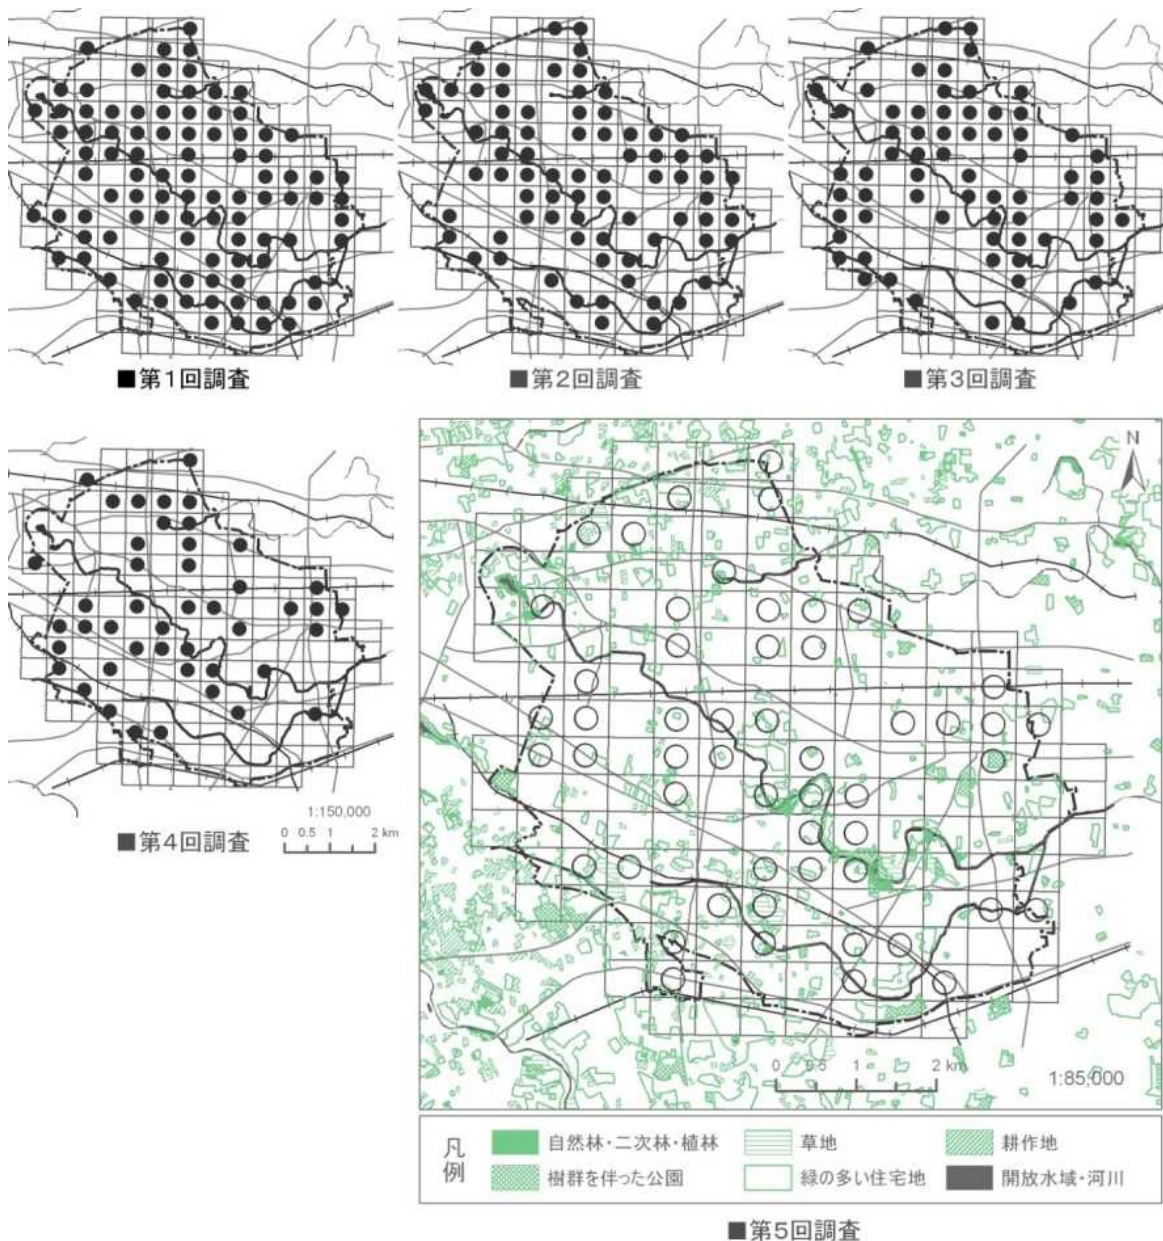 ■第1回調査
■第2回調査
■第3回調査
N
1:150,000
0 0.5 1 2 km
■第4回調査
0 0.5 1 2 km
1:85,000
凡例
自然林・二次林・植林
草地
耕作地
樹群を伴った公園
緑の多い住宅地
開放水域・河川
■第5回調査